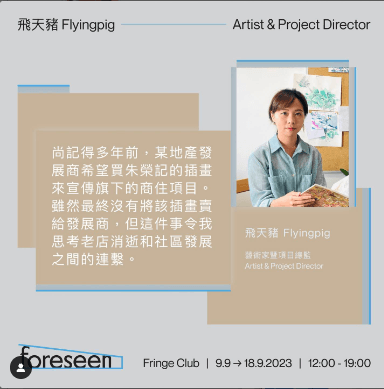 飛天豬 Flyingpig
Artist & Project Director
尚記得多年前，某地產發
展商希望買朱榮記的插畫
來宣傳旗下的商住項目。
雖然最終沒有將該插畫賣
給發展商，但這件事令我
思考老店消逝和社區發展
之間的連繫。
飛天豬 Flyingpig
藝術家暨項目總監
Artist & Project Director
foreseen
Fringe Club | 9.9 → 18.9.2023 | 12:00 - 19:00